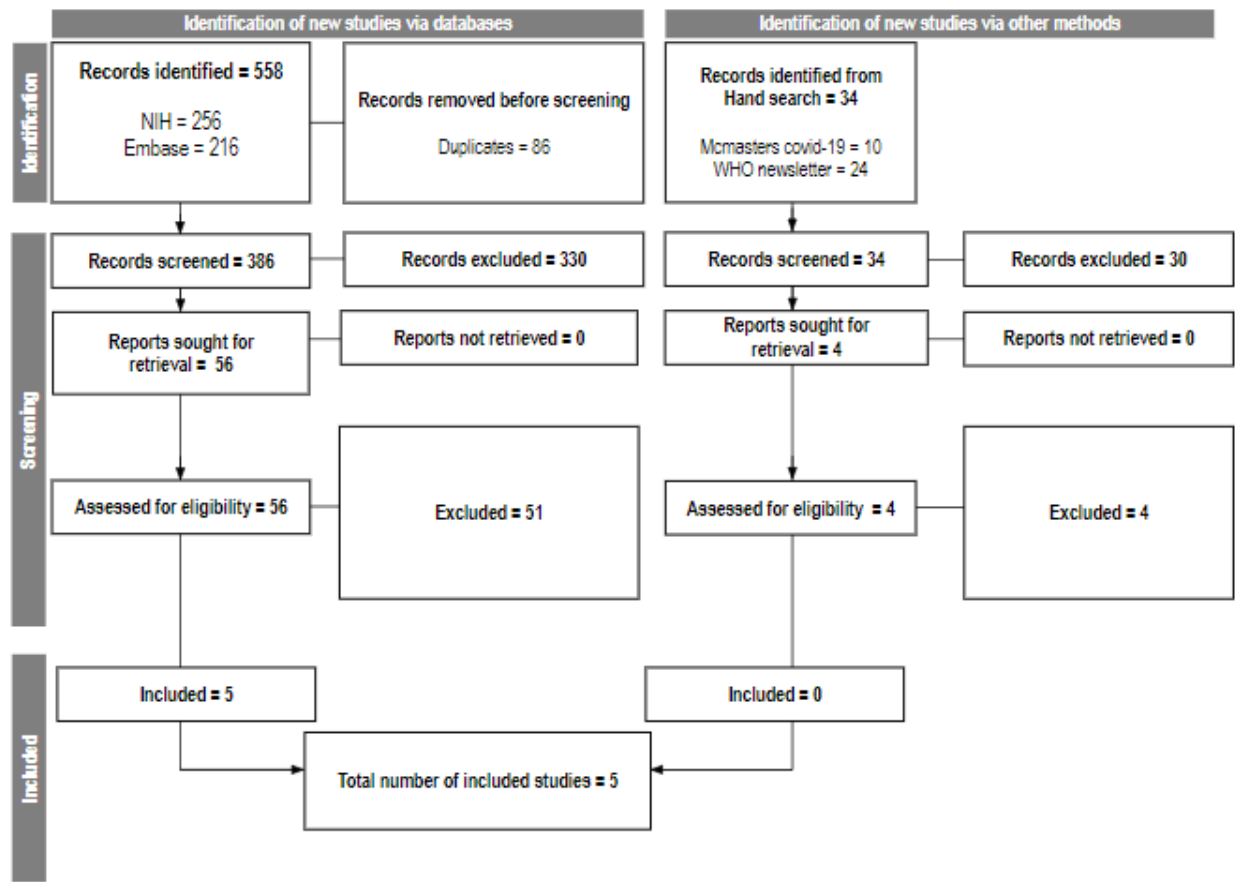 Identification of new studies via databases
Identification of new studies via other methods
Identification
Records identified = 558
NIH = 256
Embase = 216
Records removed before screening
Duplicates = 86
Records identified from
Hand search = 34
Mcmasters covid-19 = 10
WHO newsletter = 24
Screening
Records screened = 386
Records excluded = 330
Records screened = 34
Records excluded = 30
Reports sought for
retrieval = 56
Reports not retrieved = 0
Reports sought for
retrieval = 4
Reports not retrieved = 0
Assessed for eligibility = 56
Excluded = 51
Assessed for eligibility = 4
Excluded = 4
Included
Included = 5
Included = 0
Total number of included studies = 5